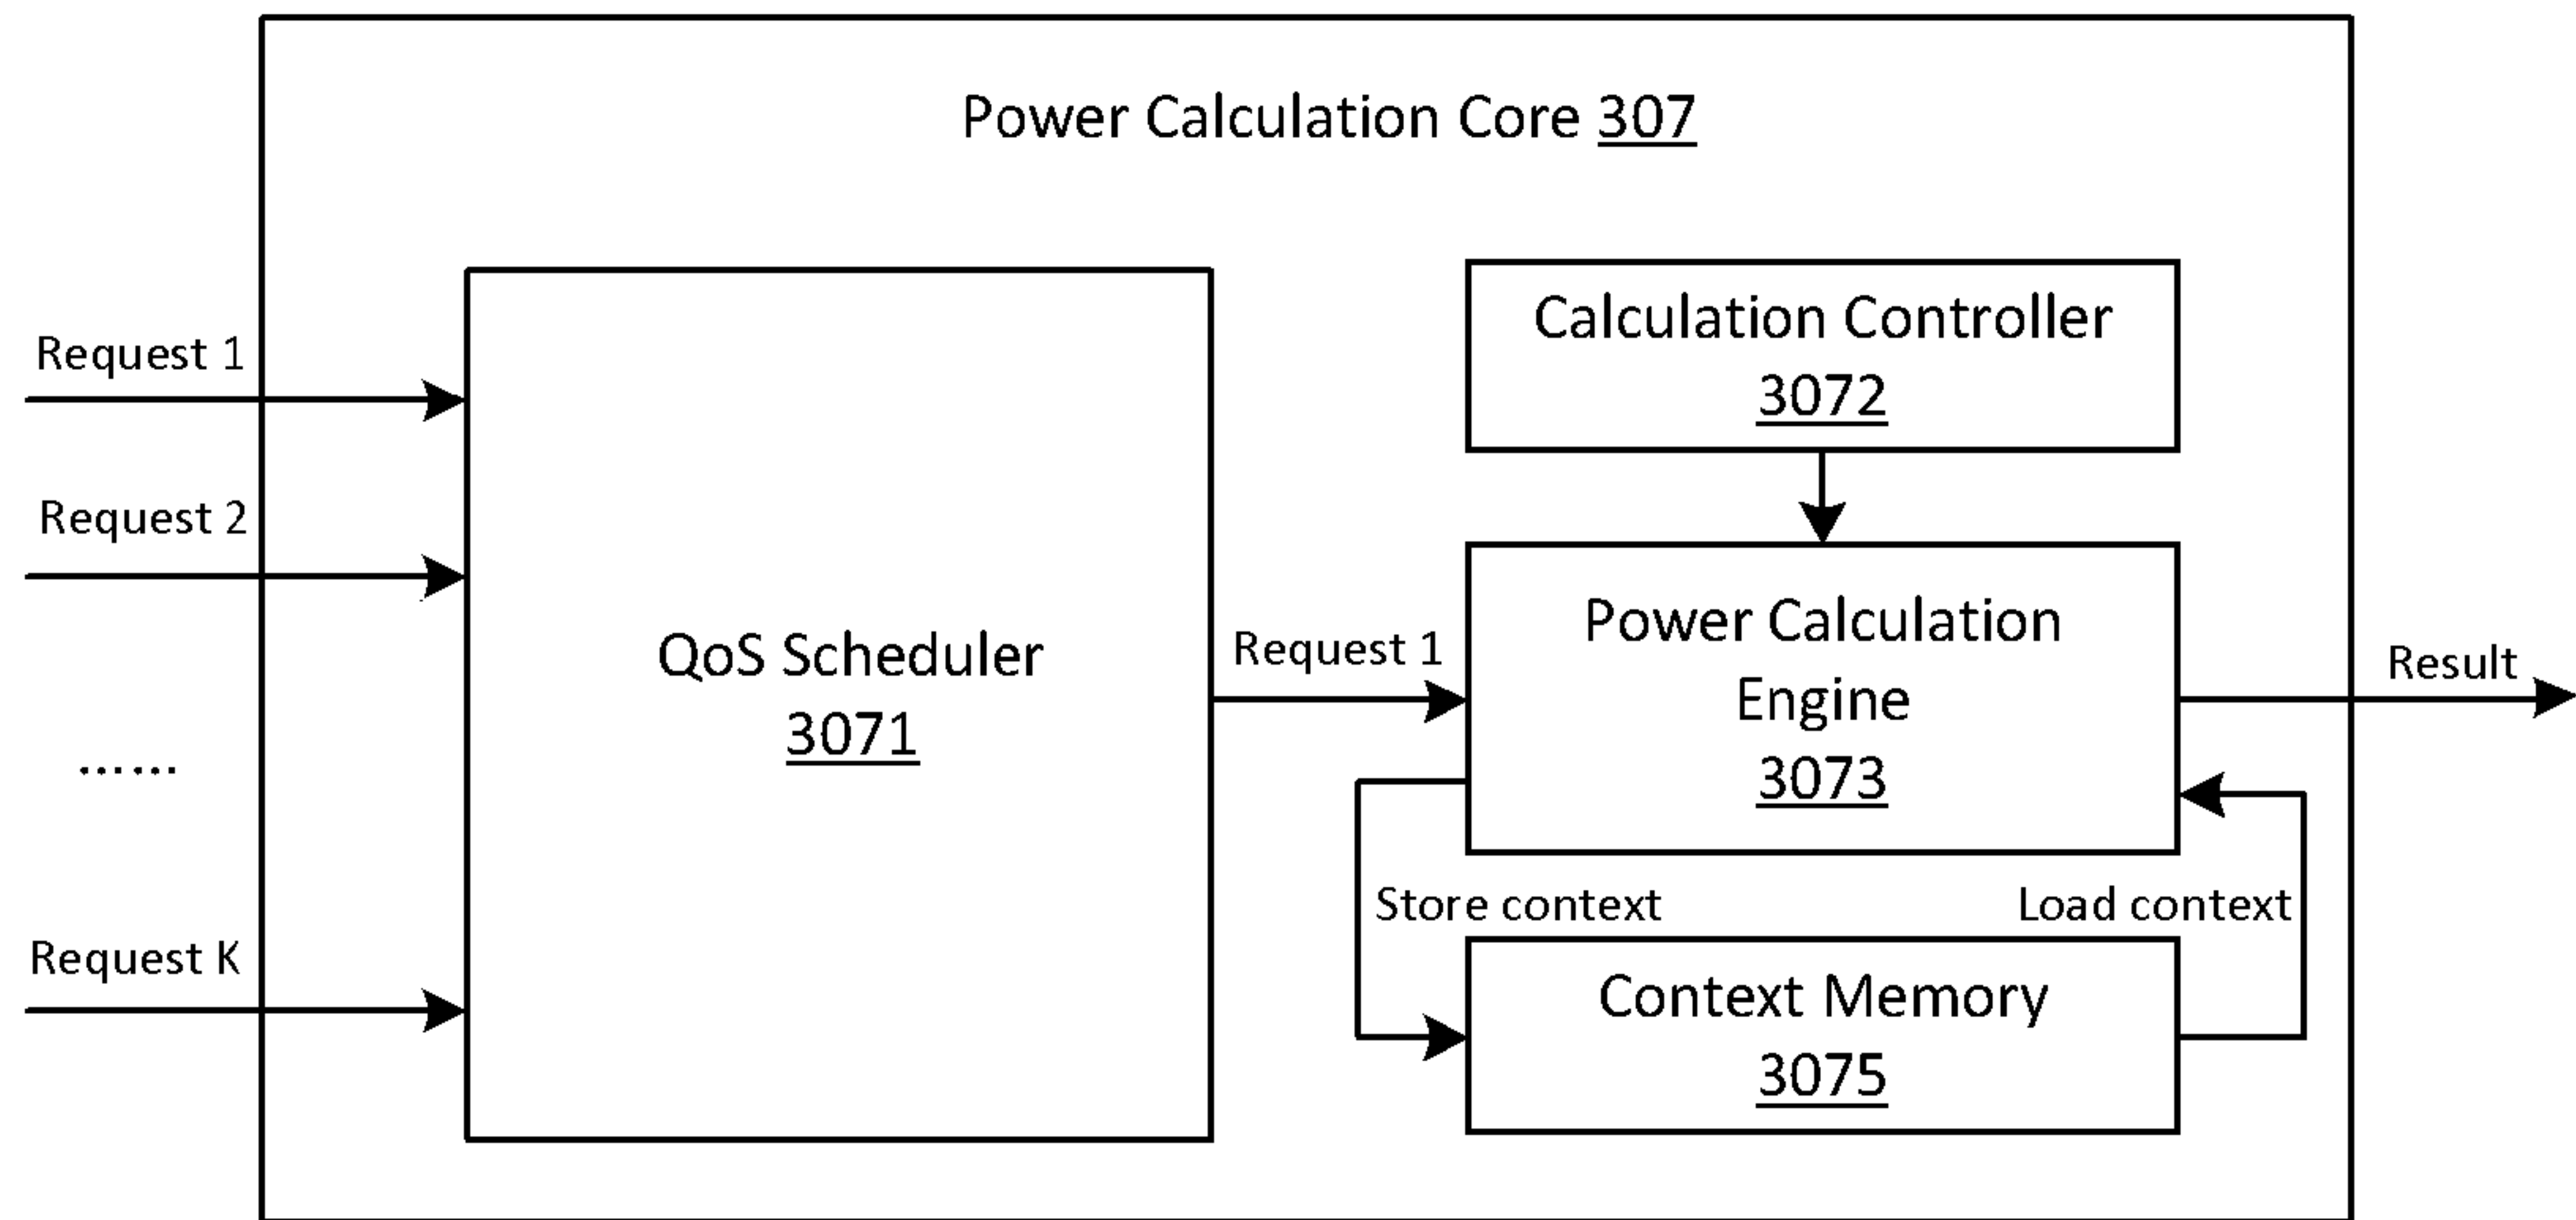 Power Calculation Core 307
Request 1
Request 2
......
Request K
QoS Scheduler
3071
Request 1
Calculation Controller
3072
Power Calculation
Engine
3073
Result
Store context
Load context
Context Memory
3075